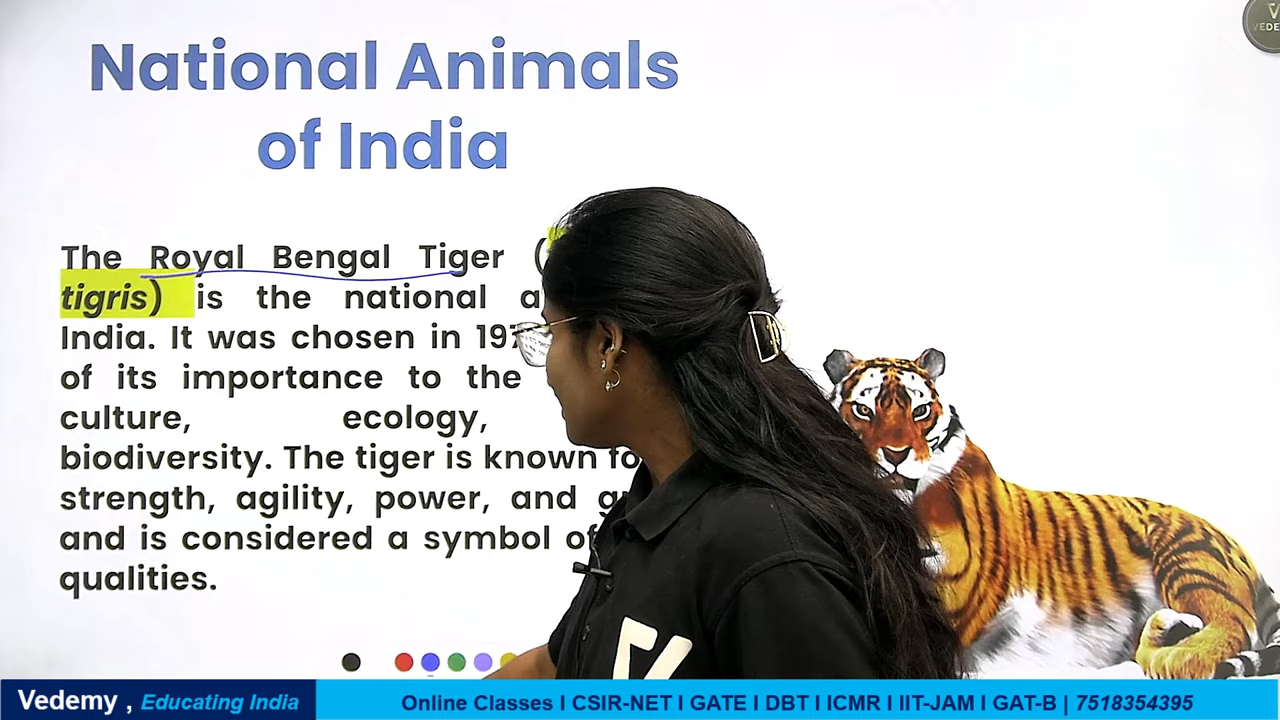 National Animals
of India
The Royal Bengal Tiger (
tigris) is the national a
India. It was chosen in 197
of its importance to the
culture, ecology,
biodiversity. The tiger is known fo
strength, agility, power, and g
and is considered a symbol of
qualities.
Vedemy , Educating India
Online Classes I CSIR-NET I GATE I DBT I ICMR I IIT-JAM I GAT-B | 7518354395